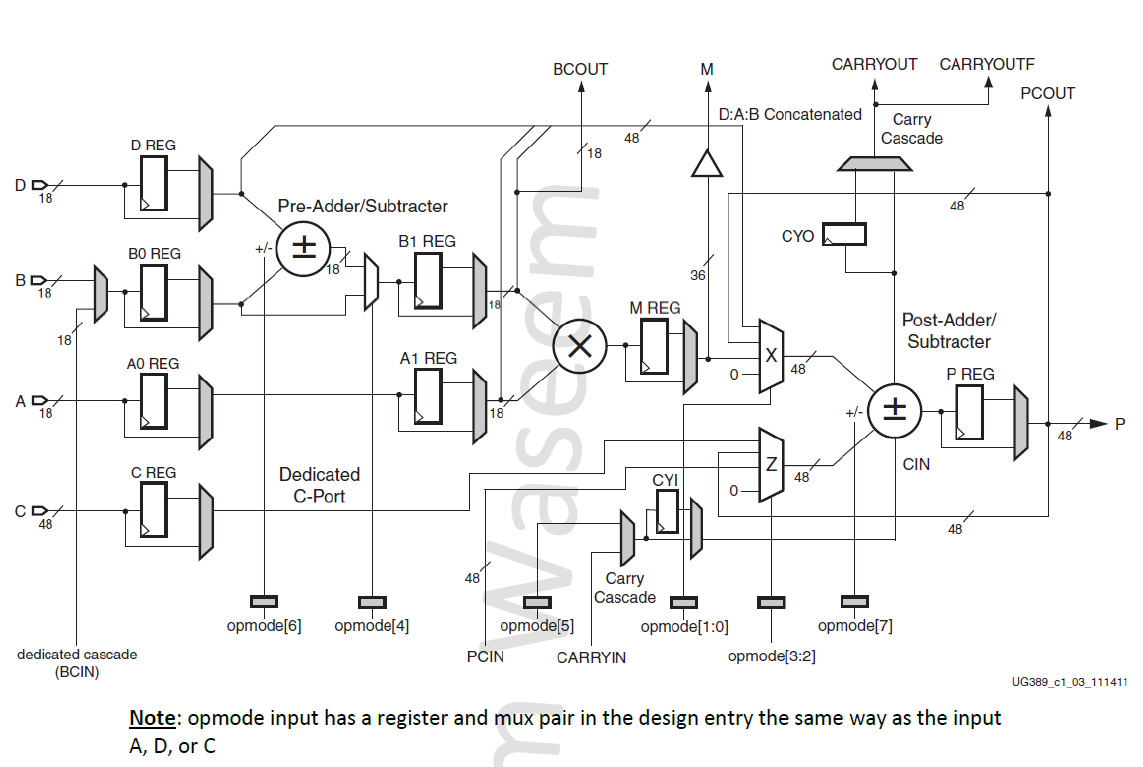 BCOUT
M
CARRYOUT
CARRYOUTF
PCOUT
D:A:B Concatenated
Carry
Cascade
48
18
D REG
D
18
Pre-Adder/Subtracter
48
+/-
±
18
CYO
B0 REG
B1 REG
B
18
18
36
18
M REG
Post-Adder/
Subtracter
×
X
48
0
A0 REG
A1 REG
P REG
A
18
18
+/-
±
P
48
C REG
Dedicated
C-Port
Z
48
0
CIN
CYI
C
48
48
48
Carry
Cascade
opmode[6]
opmode[4]
opmode[5]
opmode[1:0]
opmode[7]
dedicated cascade
(BCIN)
PCIN
CARRYIN
opmode[3:2]
UG389_c1_03_111411
m Waseem
Note: opmode input has a register and mux pair in the design entry the same way as the input
A, D, or C